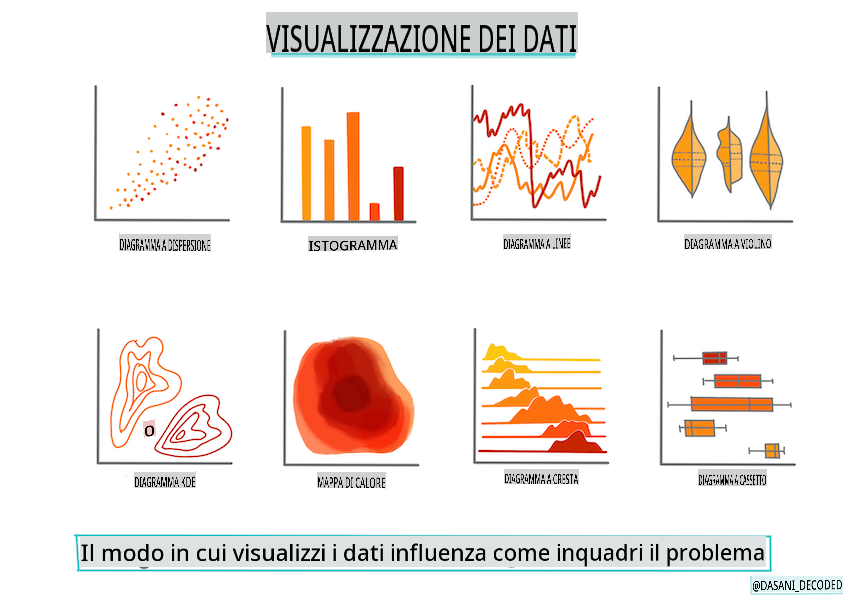 VISUALIZZAZIONE DEI DATI
DIAGRAMMA A DISPERSIONE
ISTOGRAMMA
DIAGRAMMA A LINEE
DIAGRAMMA A VIOLINO
O
DIAGRAMMA KDE
MAPPA DI CALORE
DIAGRAMMA A CRESTA
DIAGRAMMA A CASSETTO
Il modo in cui visualizzi i dati influenza come inquadri il problema
@DASANI_DECODED